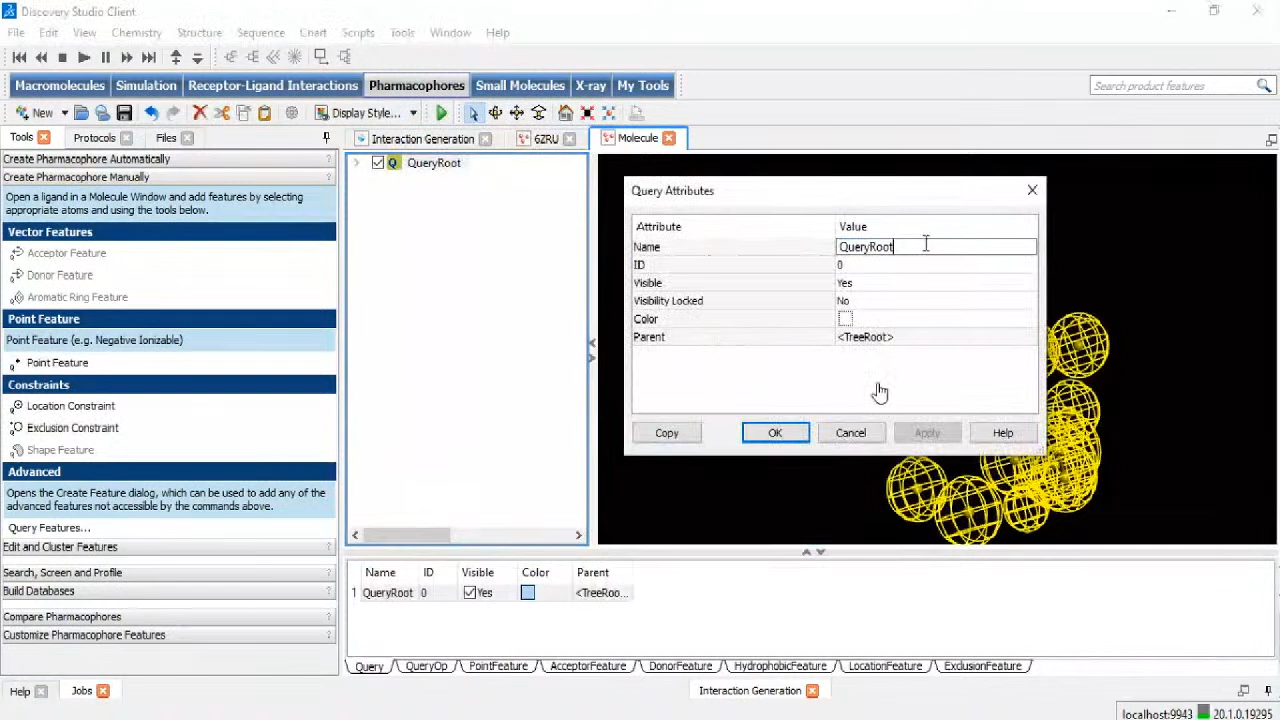 Discovery Studio Client
File Edit View Chemistry Structure Sequence Chart Scripts Tools Window Help
Macromolecules Simulation Receptor-Ligand Interactions Pharmacophores Small Molecules X-ray My Tools Search product features
New Display Style...
Tools Protocols Files Interaction Generation 6ZRU Molecule
Create Pharmacophore Automatically ?
Create Pharmacophore Manually ?
Open a ligand in a Molecule Window and add features by selecting
appropriate atoms and using the tools below.
Vector Features
Acceptor Feature
Donor Feature
Aromatic Ring Feature
Point Feature
Point Feature (e.g. Negative Ionizable)
Point Feature
Constraints
Location Constraint
Exclusion Constraint
Shape Feature
Advanced
Opens the Create Feature dialog, which can be used to add any of the
advanced features not accessible by the commands above.
Query Features...
Edit and Cluster Features ?
Search, Screen and Profile ?
Build Databases ?
Compare Pharmacophores ?
Customize Pharmacophore Features ?
Q QueryRoot
Query Attributes
Attribute Value
Name QueryRoot
ID 0
Visible Yes
Visibility Locked No
Color
Parent <TreeRoot>
Copy OK Cancel Apply Help
Name ID Visible Color Parent
1 QueryRoot 0 Yes <TreeRoo...
Query QueryOp PointFeature AcceptorFeature DonorFeature HydrophobicFeature LocationFeature ExclusionFeature
Help Jobs Interaction Generation
localhost:9943 20.1.0.19295